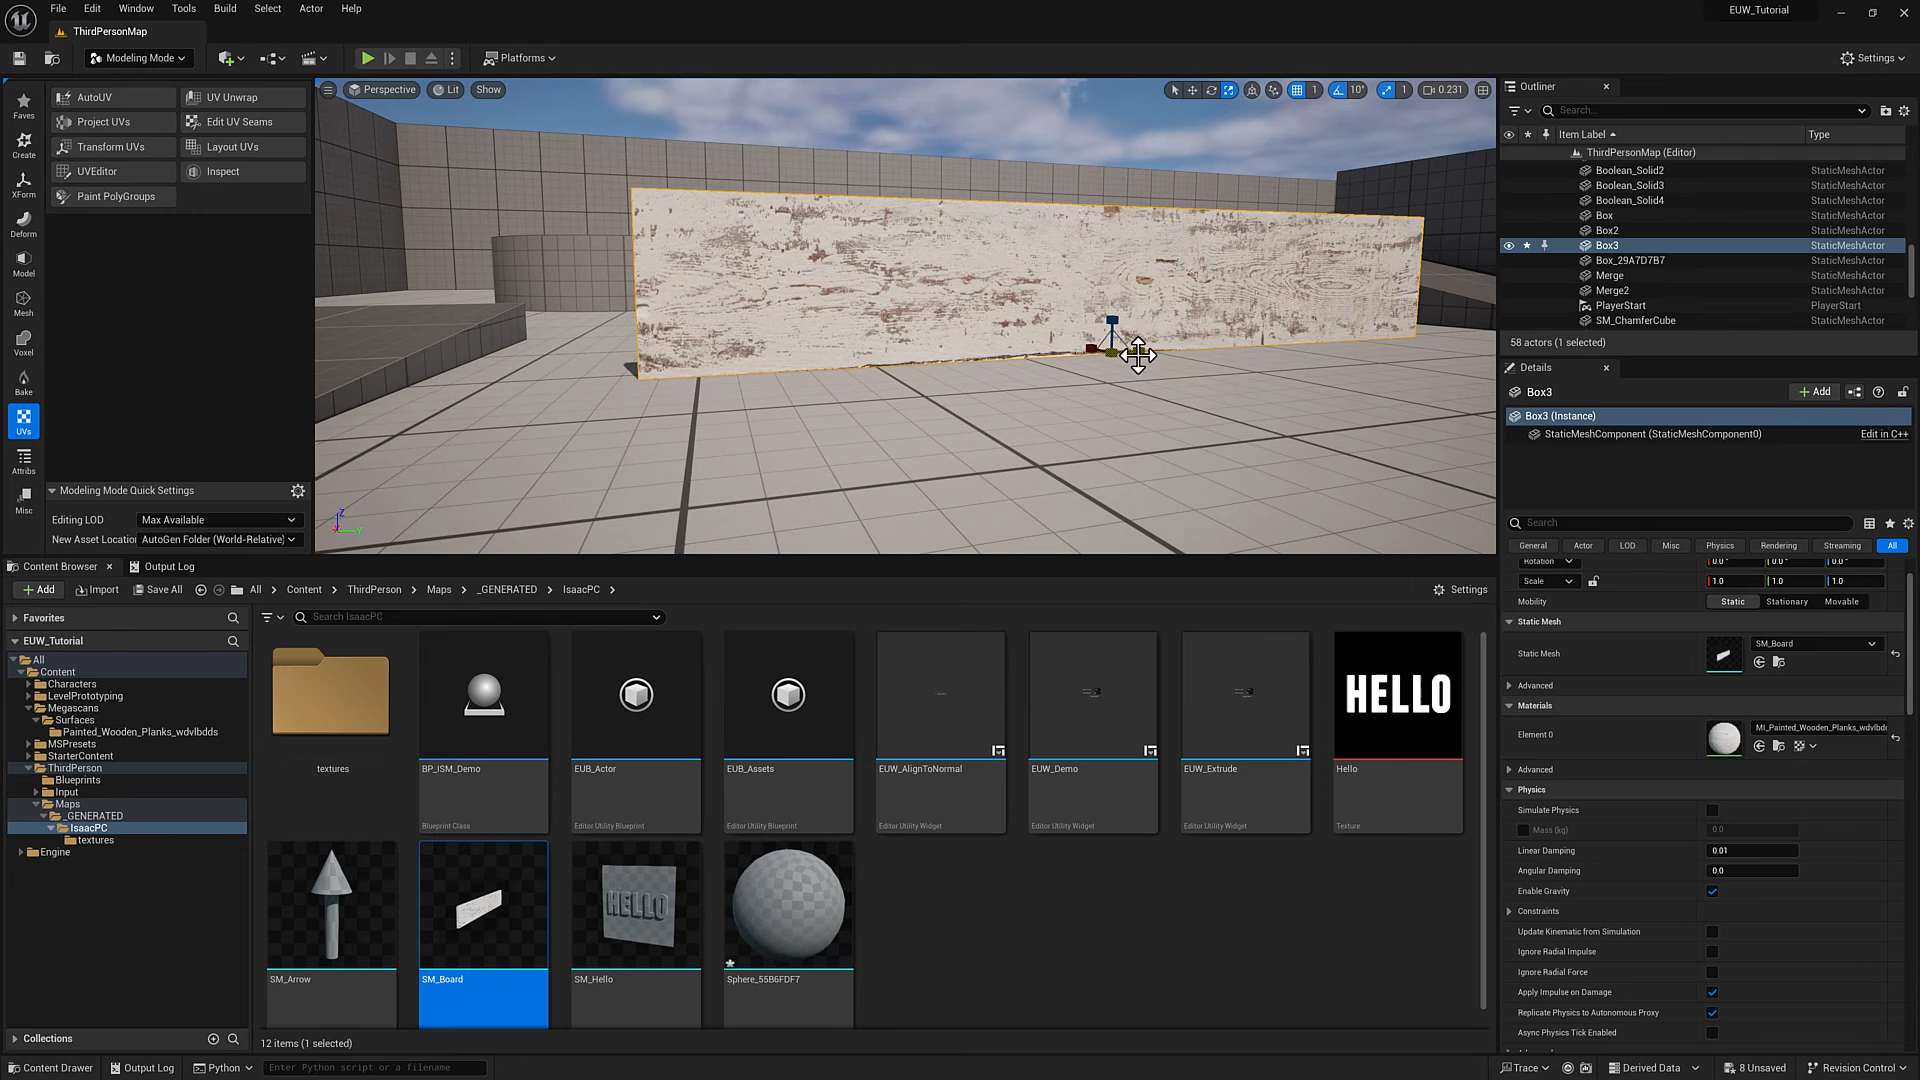 File Edit Window Tools Build Select Actor Help
EUW_Tutorial
ThirdPersonMap
Modeling Mode
Platforms
Settings
Faves
Create
XForm
Deform
Model
Mesh
Voxel
Bake
UVs
Attribs
Misc
AutoUV UV Unwrap
Project UVs Edit UV Seams
Transform UVs Layout UVs
UVEditor Inspect
Paint PolyGroups
Modeling Mode Quick Settings
Editing LOD Max Available
New Asset Location AutoGen Folder (World-Relative)
Perspective Lit Show
1 10° 1 0.231
Z
Outliner
Search...
Item Label Type
ThirdPersonMap (Editor)
Boolean_Solid2 StaticMeshActor
Boolean_Solid3 StaticMeshActor
Boolean_Solid4 StaticMeshActor
Box StaticMeshActor
Box2 StaticMeshActor
Box3 StaticMeshActor
Box_29A7D7B7 StaticMeshActor
Merge StaticMeshActor
Merge2 StaticMeshActor
PlayerStart PlayerStart
SM_ChamferCube StaticMeshActor
58 actors (1 selected)
Details
Box3
Add
Box3 (Instance)
StaticMeshComponent (StaticMeshComponent0) Edit in C++
Search
General Actor LOD Misc Physics Rendering Streaming All
Rotation 0.0° 0.0° 0.0°
Scale 1.0 1.0 1.0
Mobility Static Stationary Movable
Static Mesh
Static Mesh SM_Board
Advanced
Materials
Element 0 MI_Painted_Wooden_Planks_wdvlbdd
Advanced
Physics
Simulate Physics
Mass (kg) 0.0
Linear Damping 0.01
Angular Damping 0.0
Enable Gravity
Constraints
Update Kinematic from Simulation
Ignore Radial Impulse
Ignore Radial Force
Apply Impulse on Damage
Replicate Physics to Autonomous Proxy
Async Physics Tick Enabled
Content Browser Output Log
Add Import Save All All Content ThirdPerson Maps _GENERATED IsaacPC
Settings
Favorites
EUW_Tutorial
All
Content
Characters
LevelPrototyping
Megascans
Surfaces
Painted_Wooden_Planks_wdvlbdds
MSPresets
StarterContent
ThirdPerson
Blueprints
Input
Maps
_GENERATED
IsaacPC
textures
Engine
Collections
Search IsaacPC
HELLO
textures
BP_ISM_Demo
Blueprint Class
EUB_Actor
Editor Utility Blueprint
EUB_Assets
Editor Utility Blueprint
EUW_AlignToNormal
Editor Utility Widget
EUW_Demo
Editor Utility Widget
EUW_Extrude
Editor Utility Widget
Hello
Texture
HELLO
SM_Arrow
SM_Board
SM_Hello
Sphere_55B6FDF7
12 items (1 selected)
Content Drawer Output Log Python Enter Python script or a filename
Trace Derived Data 8 Unsaved Revision Control